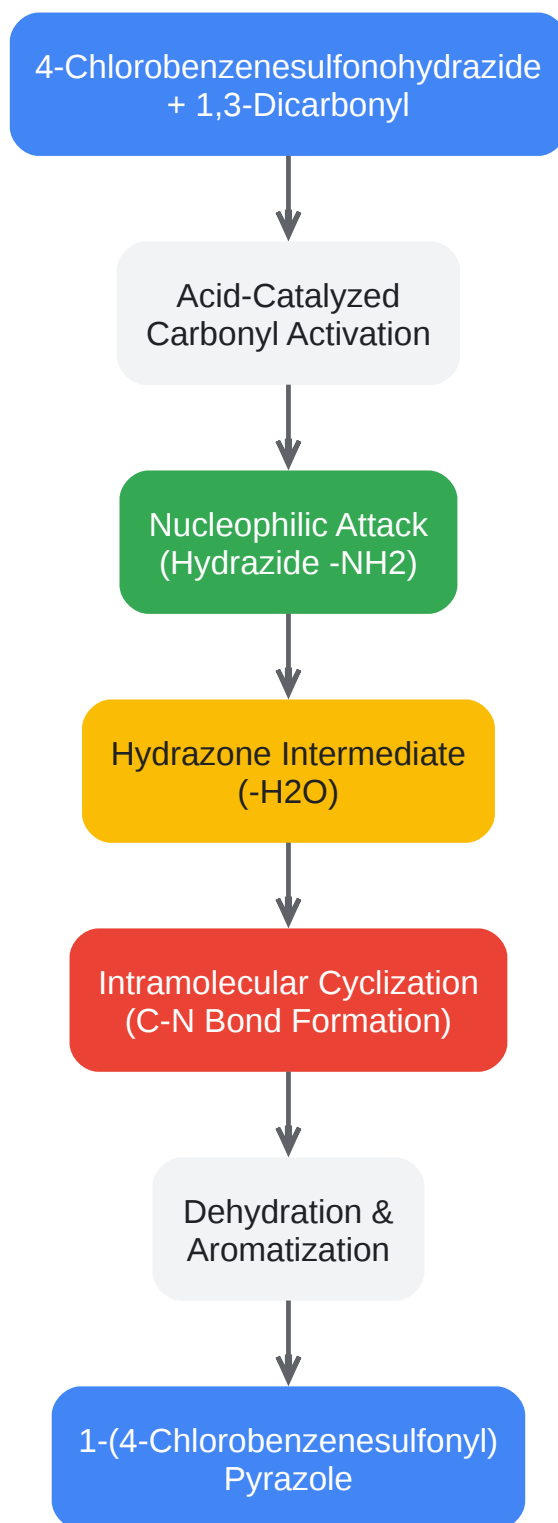 4-Chlorobenzenesulfonohydrazide
+ 1,3-Dicarbonyl
Acid-Catalyzed
Carbonyl Activation
Nucleophilic Attack
(Hydrazide -NH2)
Hydrazone Intermediate
(-H2O)
Intramolecular Cyclization
(C-N Bond Formation)
Dehydration &
Aromatization
1-(4-Chlorobenzenesulfonyl)
Pyrazole